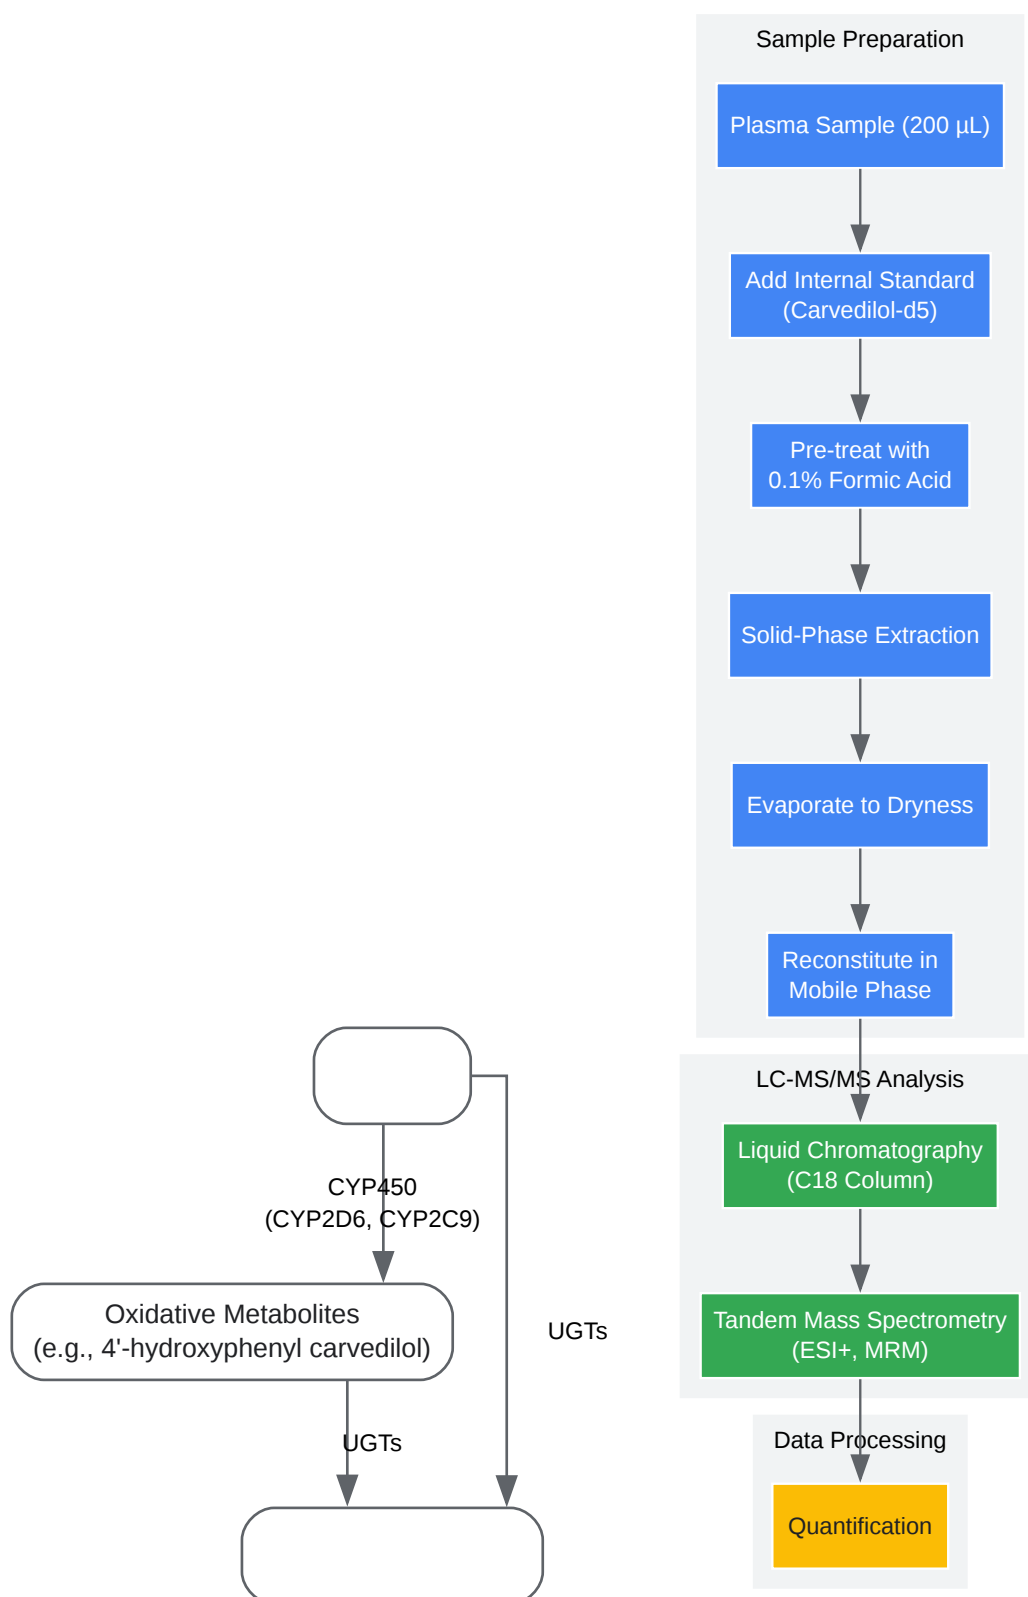 Sample Preparation
Plasma Sample (200 µL)
Add Internal Standard
(Carvedilol-d5)
Pre-treat with
0.1% Formic Acid
Solid-Phase Extraction
Evaporate to Dryness
Reconstitute in
Mobile Phase
LC-MS/MS Analysis
Liquid Chromatography
(C18 Column)
Tandem Mass Spectrometry
(ESI+, MRM)
Data Processing
Quantification
CYP450
(CYP2D6, CYP2C9)
Oxidative Metabolites
(e.g., 4'-hydroxyphenyl carvedilol)
UGTs
UGTs